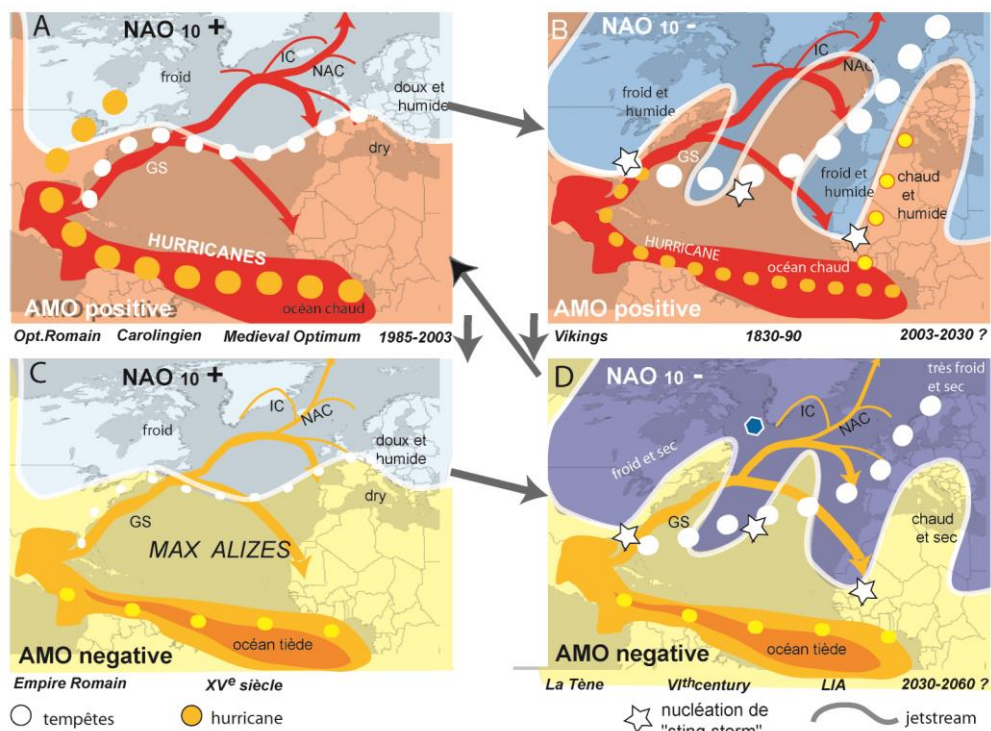 A
NAO 10 +
froid
IC
NAC
doux et
humide
dry
GS
HURRICANES
océan chaud
AMO positive
Opt.Romain Carolingien Medieval Optimum 1985-2003
B
NAO 10 -
NAC
froid et
humide
GS
froid et
humide
chaud
et
humide
HURRICANE
océan chaud
AMO positive
Vikings 1830-90 2003-2030 ?
C
NAO 10 +
froid
IC
NAC
doux et
humide
dry
GS
MAX ALIZES
océan tiède
AMO negative
Empire Romain XVe siècle
D
NAO 10 -
très froid
et sec
IC
NAC
froid et sec
GS
chaud
et sec
océan tiède
AMO negative
La Tène VIthcentury LIA 2030-2060 ?
tempêtes
hurricane
nucléation de
"sting-storm"
jetstream